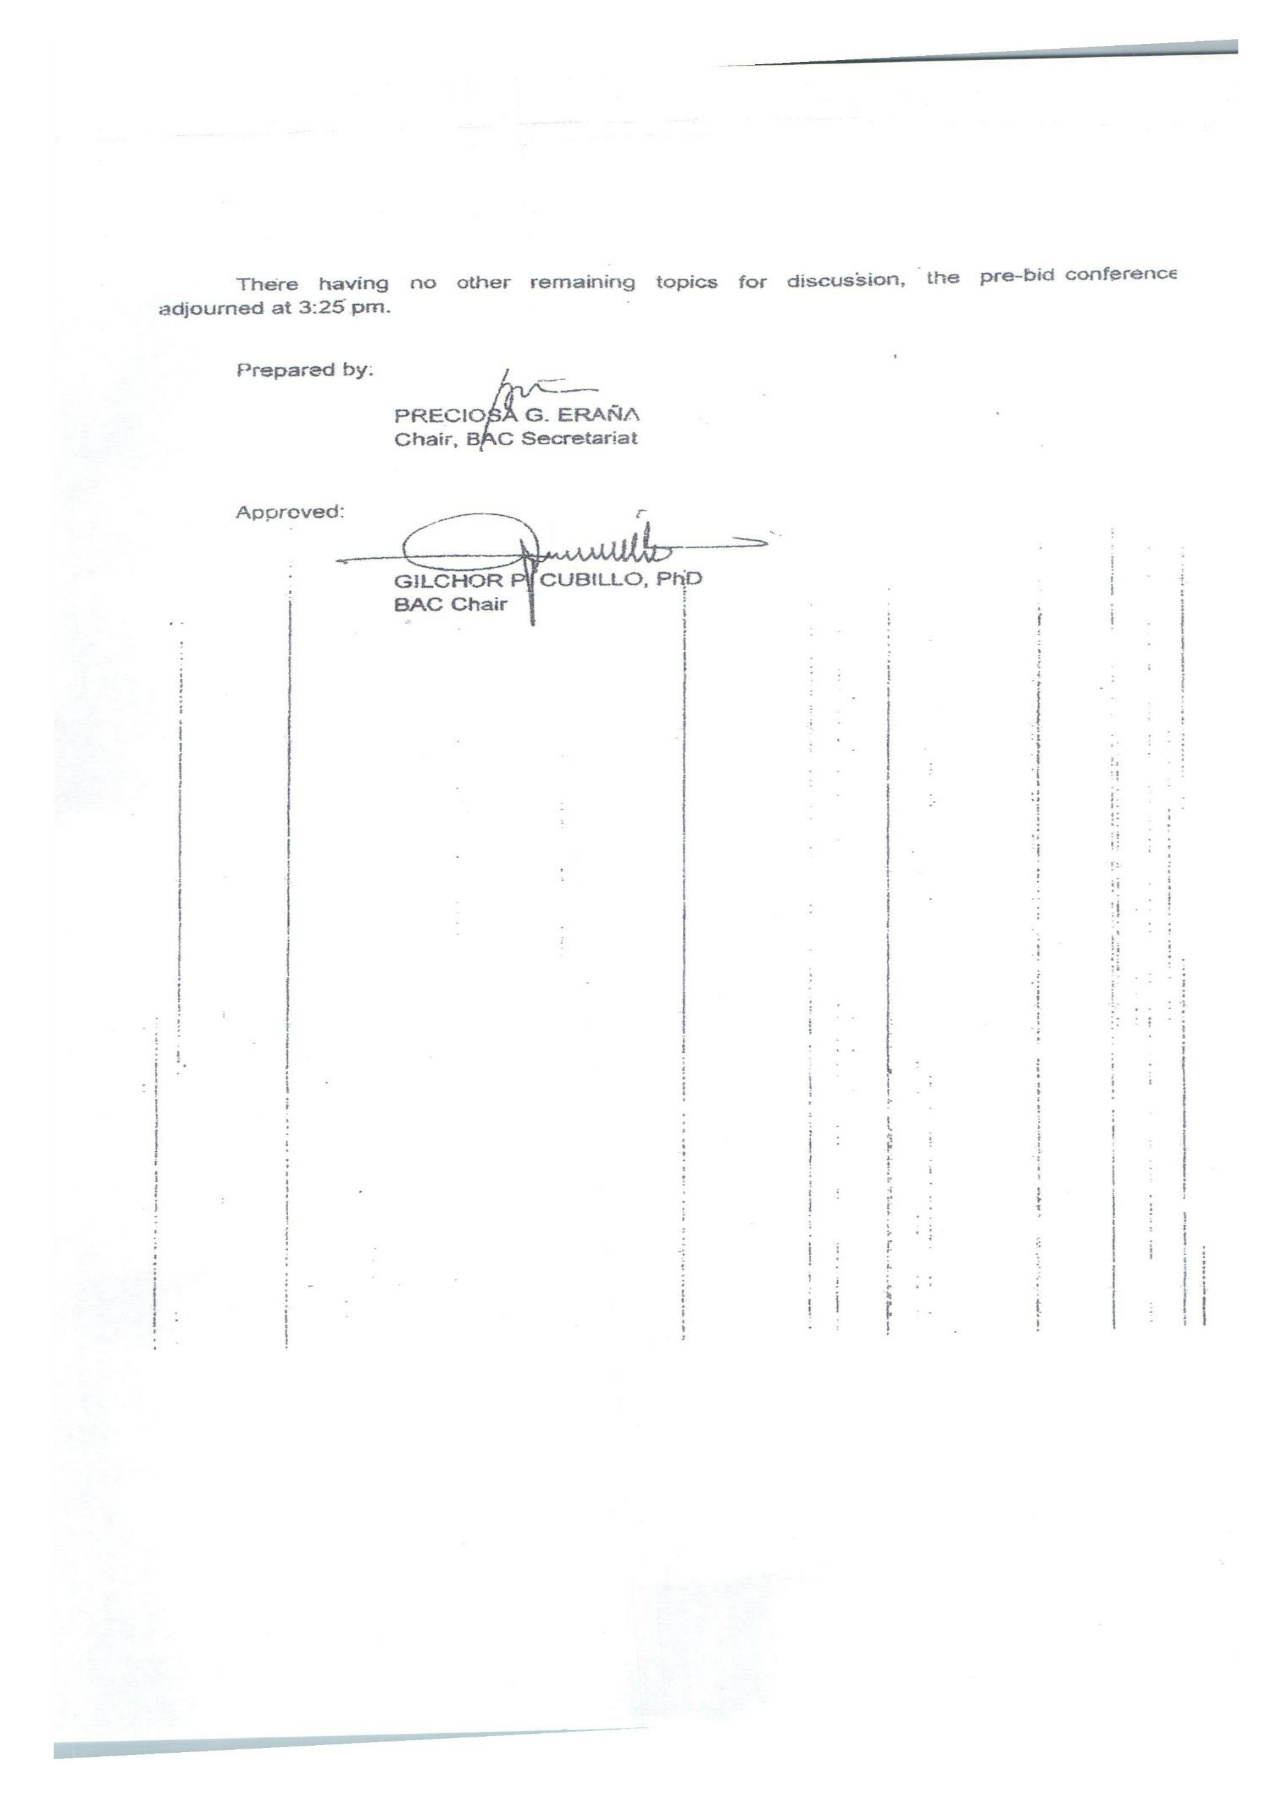 There having no other remaining topics for discussion, the pre-bid conference
adjourned at 3:25 pm.
Prepared by:
PRECIOSA G. ERAÑA
Chair, BAC Secretariat
Approved:
GILCHOR P. CUBILLO, PhD
BAC Chair